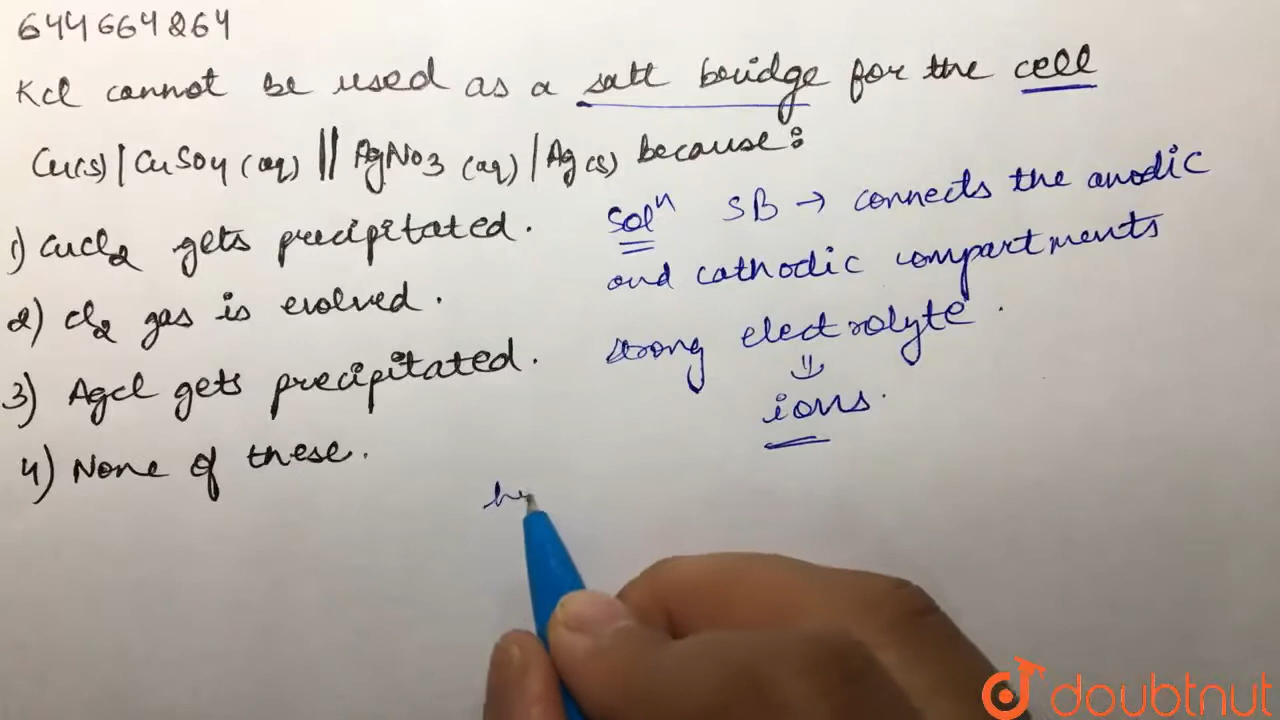 644664264
KCl cannot be used as a salt bridge for the cell
Cu(s) | CuSO4 (aq) || AgNO3 (aq) | Ag(s) because:
1) CuCl2 gets precipitated.
2) Cl2 gas is evolved.
3) AgCl gets precipitated.
4) None of these.
Solⁿ SB → connects the anodic
and cathodic compartments
strong electrolyte.
ions.
doubtnut